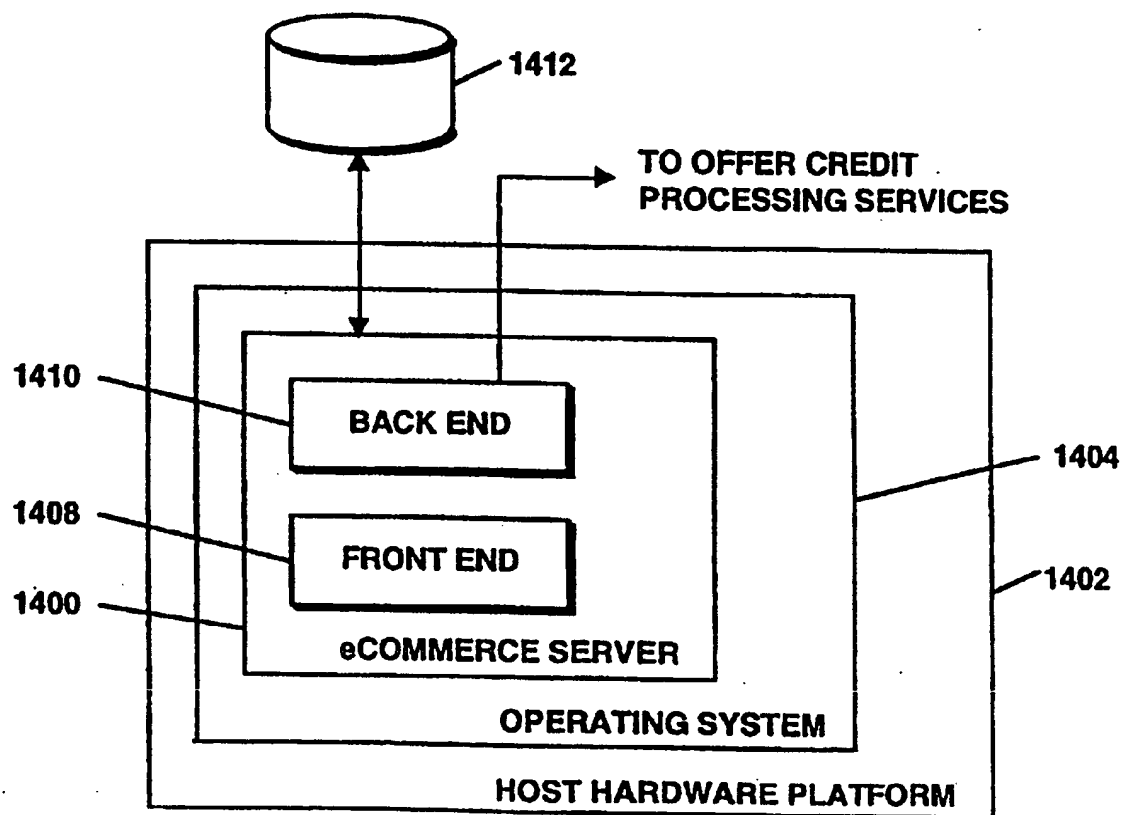 1412
TO OFFER CREDIT
PROCESSING SERVICES
1410
BACK END
1404
1408
FRONT END
1402
1400
eCOMMERCE SERVER
OPERATING SYSTEM
HOST HARDWARE PLATFORM